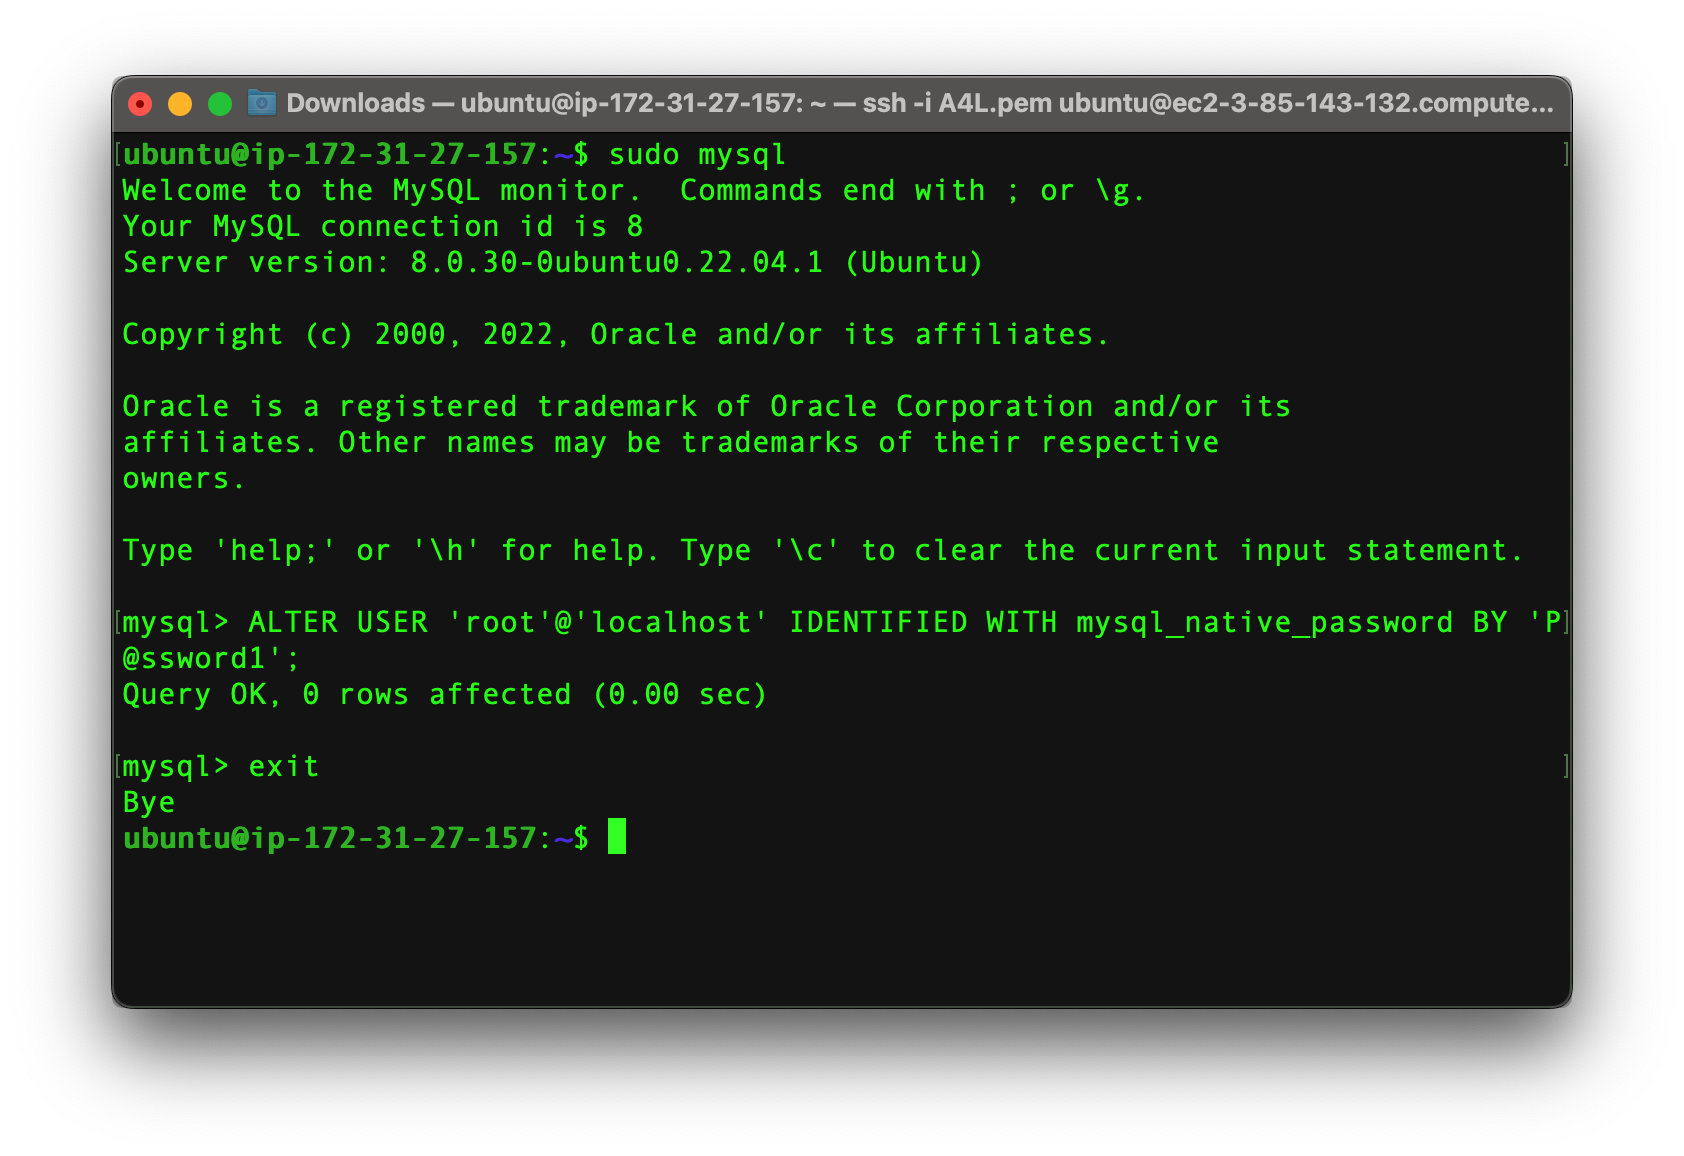 Downloads — ubuntu@ip-172-31-27-157: ~ — ssh -i A4L.pem ubuntu@ec2-3-85-143-132.compute...
[ubuntu@ip-172-31-27-157:~$ sudo mysql ]
Welcome to the MySQL monitor.  Commands end with ; or \g.
Your MySQL connection id is 8
Server version: 8.0.30-0ubuntu0.22.04.1 (Ubuntu)

Copyright (c) 2000, 2022, Oracle and/or its affiliates.

Oracle is a registered trademark of Oracle Corporation and/or its
affiliates. Other names may be trademarks of their respective
owners.

Type 'help;' or '\h' for help. Type '\c' to clear the current input statement.

[mysql> ALTER USER 'root'@'localhost' IDENTIFIED WITH mysql_native_password BY 'P]
@ssword1';
Query OK, 0 rows affected (0.00 sec)

[mysql> exit ]
Bye
ubuntu@ip-172-31-27-157:~$